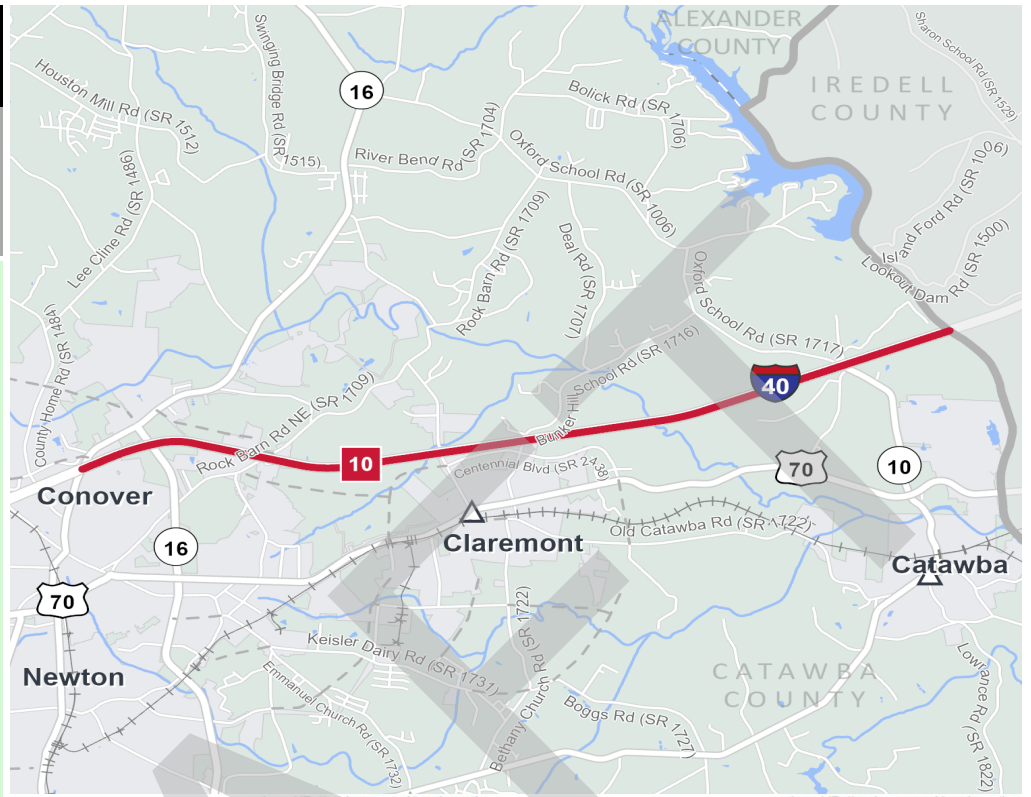 ALEXANDER
COUNTY
IREDELL
COUNTY
Sharon School Rd (SR 1529)
Swinging Bridge Rd (SR 1515)
16
Houston Mill Rd (SR 1512)
Bolick Rd (SR 1706)
River Bend Rd (SR 1704)
Oxford School Rd (SR 1006)
Lee Cline Rd (SR 1486)
Island Ford Rd (SR 1006)
Rock Barn Rd (SR 1709)
Deal Rd (SR 1707)
Lookout Dam Rd (SR 1500)
Oxford School Rd (SR 1717)
County Home Rd (SR 1484)
Bunker Hill School Rd (SR 1716)
40
Rock Barn Rd NE (SR 1709)
10
Centennial Blvd (SR 2438)
70
10
Conover
Claremont
Old Catawba Rd (SR 1722)
16
Catawba
70
Keisler Dairy Rd (SR 1731)
Bethany Church Rd (SR 1722)
Newton
Emmanuel Church Rd (SR 1732)
Boggs Rd (SR 1727)
CATAWBA
COUNTY
Lowrance Rd (SR 1822)